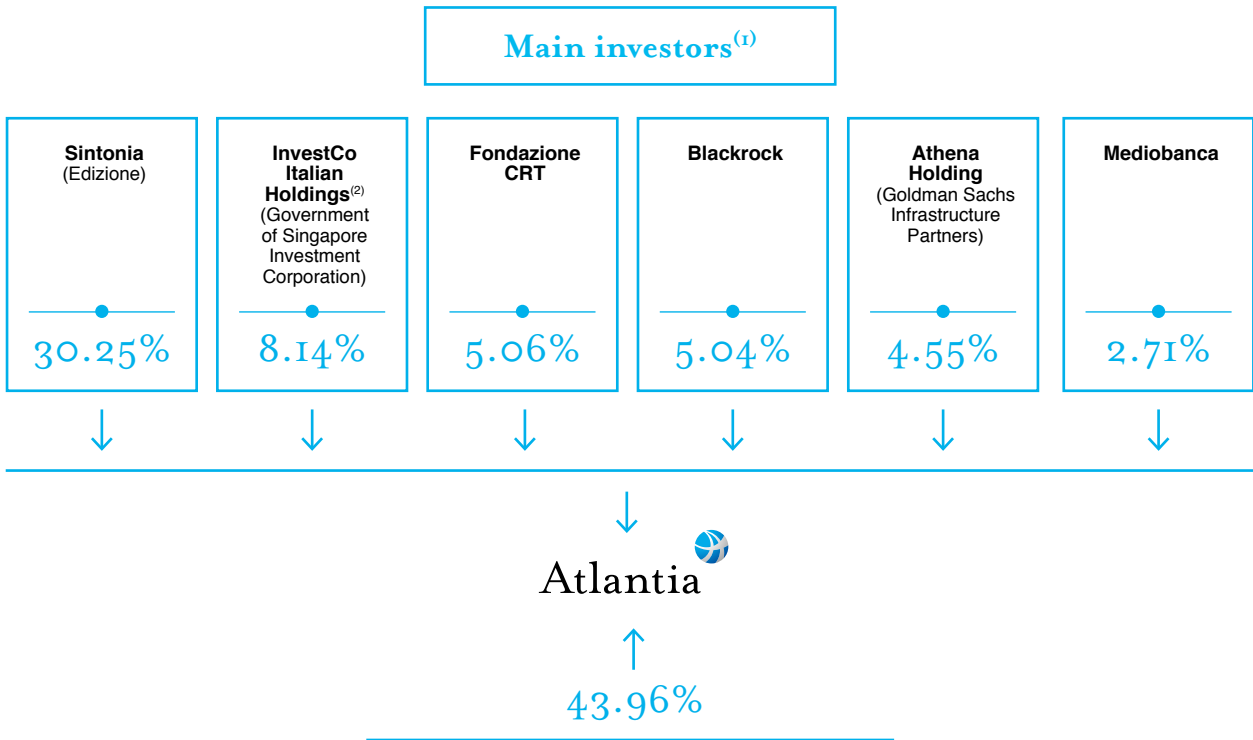 Main investors(1)
Sintonia
(Edizione)
30.25%
InvestCo
Italian
Holdings(2)
(Government
of Singapore
Investment
Corporation)
8.14%
Fondazione
CRT
5.06%
Blackrock
5.04%
Athena
Holding
(Goldman Sachs
Infrastructure
Partners)
4.55%
Mediobanca
2.71%
Atlantia
43.96%